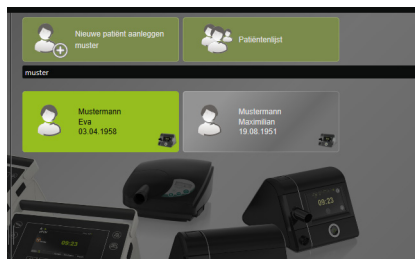 Nieuwe patiënt aanleggen
muster
Patiëntenlijst
muster
Mustermann
Eva
03.04.1958
Mustermann
Maximilian
19.08.1951
09:23
09:23